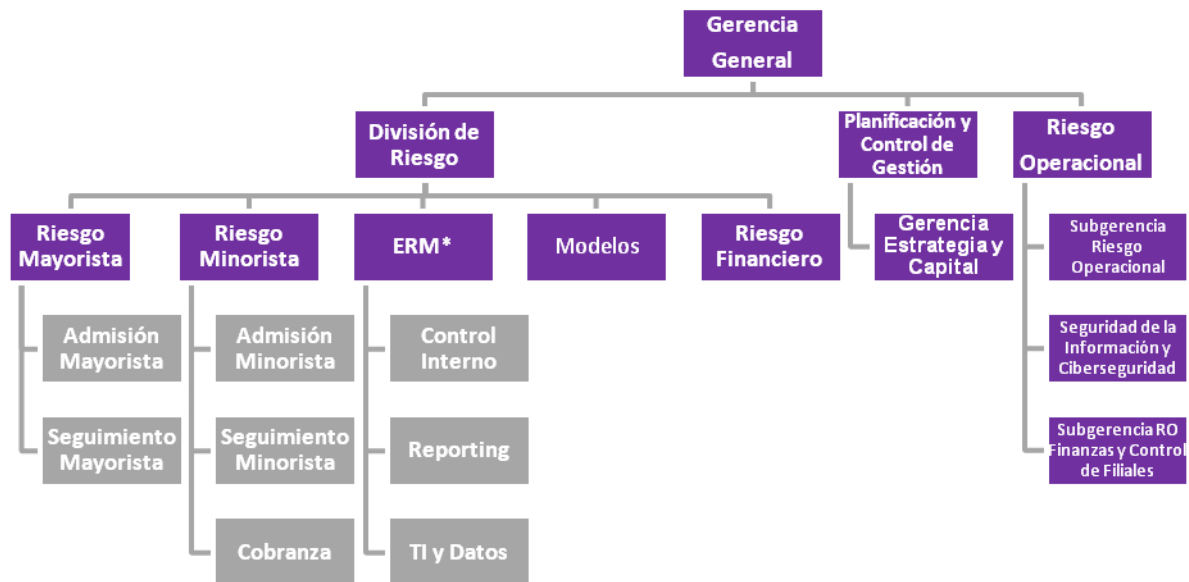 Gerencia
General
División de
Riesgo
Planificación y
Control de
Gestión
Riesgo
Operacional
Riesgo
Mayorista
Riesgo
Minorista
ERM*
Modelos
Riesgo
Financiero
Gerencia
Estrategia y
Capital
Subgerencia
Riesgo
Operacional
Admisión
Mayorista
Admisión
Minorista
Control
Interno
Seguridad de la
Información y
Ciberseguridad
Seguimiento
Mayorista
Seguimiento
Minorista
Reporting
Subgerencia RO
Finanzas y Control
de Filiales
Cobranza
TI y Datos